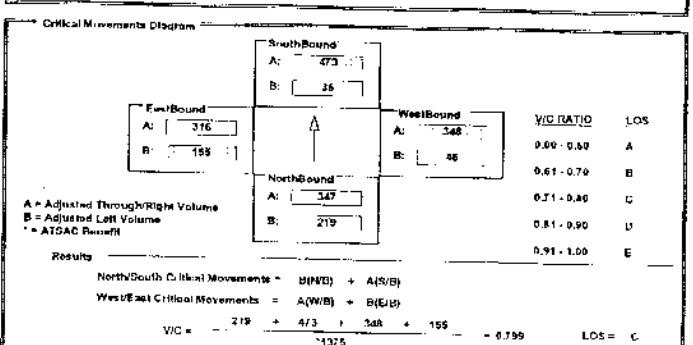 Critical Movements Diagram
SouthBound
A: 473
B: 36
EastBound
A: 316
B: 155
WestBound
A: 348
B: 46
NorthBound
A: 347
B: 219
V/C RATIO LOS
0.00 - 0.60 A
0.61 - 0.70 B
0.71 - 0.80 C
0.81 - 0.90 D
0.91 - 1.00 E
A = Adjusted Through/Right Volume
B = Adjusted Left Volume
* = ATSAC Benefit
Results
North/South Critical Movements = B(N/B) + A(S/B)
West/East Critical Movements = A(W/B) + B(E/B)
V/C = 219 + 473 + 348 + 155 = 0.799 LOS = C
*1375